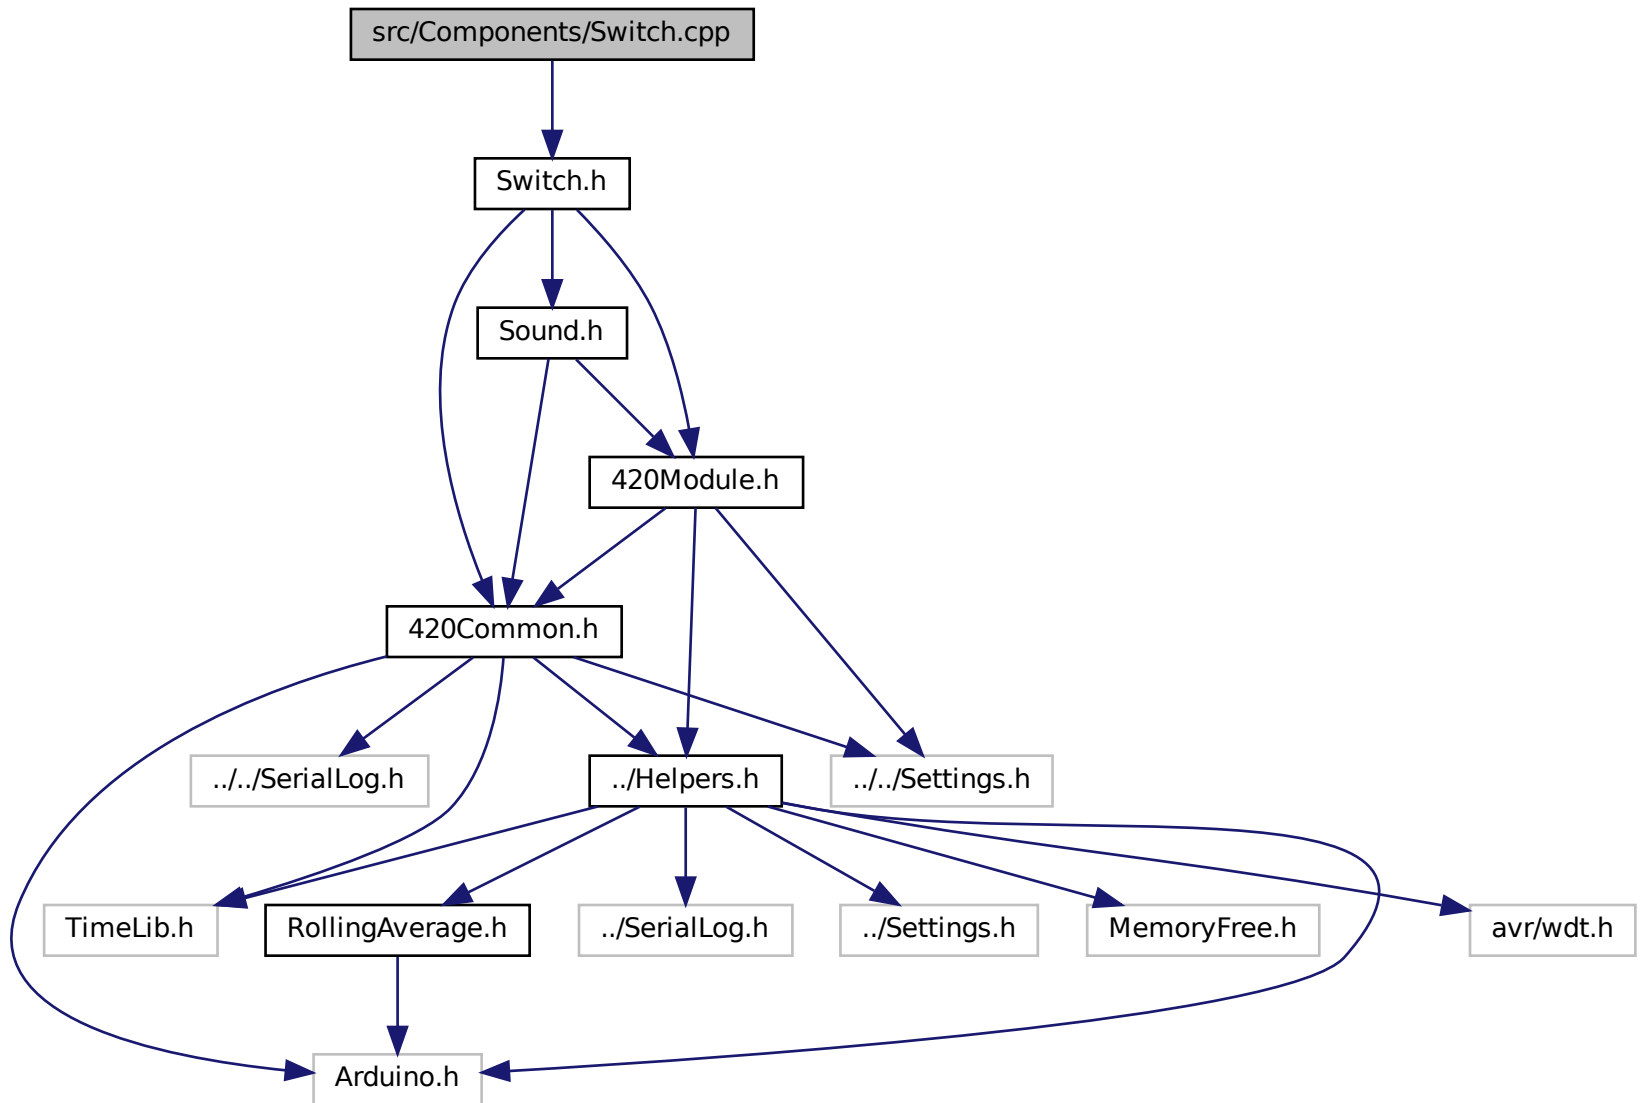 src/Components/Switch.cpp
Switch.h
Sound.h
420Module.h
420Common.h
../../SerialLog.h
../Helpers.h
../../Settings.h
TimeLib.h
RollingAverage.h
../SerialLog.h
../Settings.h
MemoryFree.h
avr/wdt.h
Arduino.h